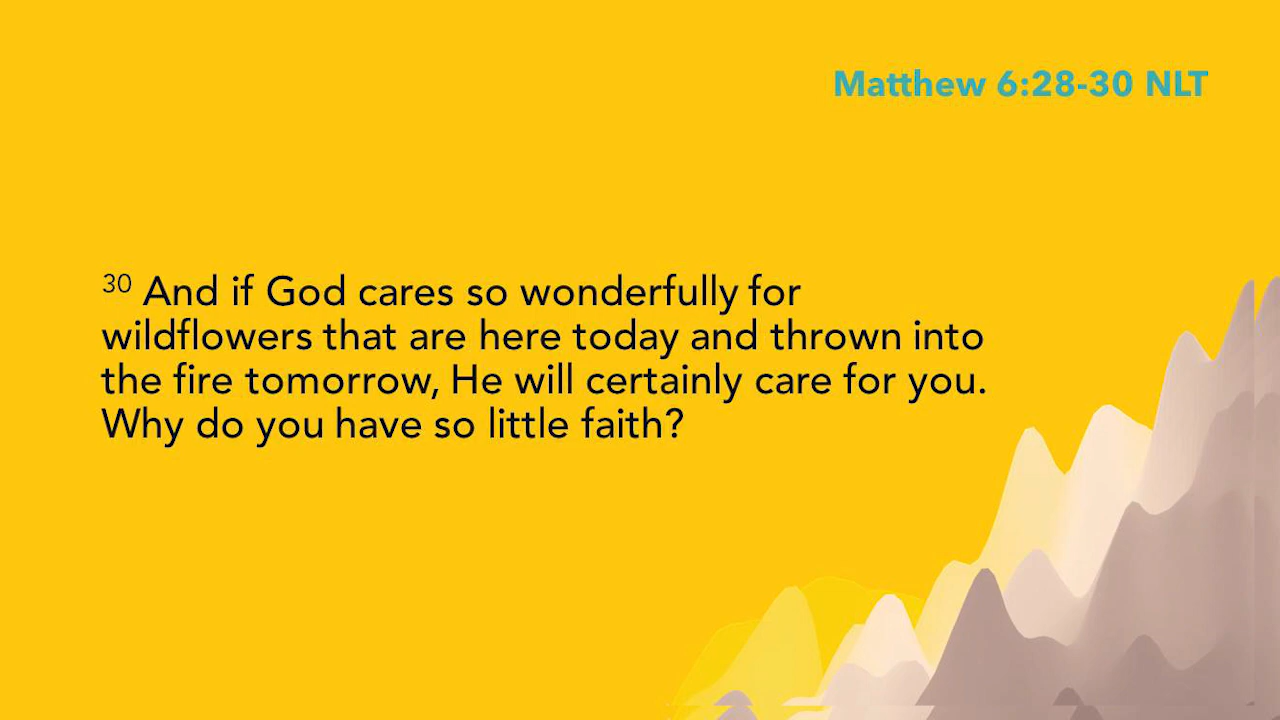 Matthew 6:28-30 NLT
30 And if God cares so wonderfully for
wildflowers that are here today and thrown into
the fire tomorrow, He will certainly care for you.
Why do you have so little faith?